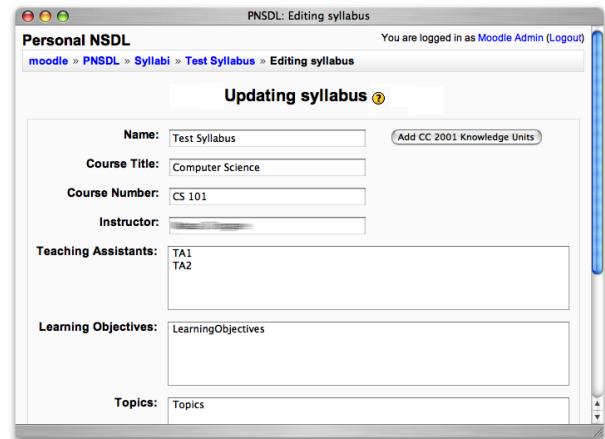 PNSDL: Editing syllabus
Personal NSDL
You are logged in as Moodle Admin (Logout)
moodle » PNSDL » Syllabi » Test Syllabus » Editing syllabus
Updating syllabus ?
Name: Test Syllabus Add CC 2001 Knowledge Units
Course Title: Computer Science
Course Number: CS 101
Instructor:
Teaching Assistants: TA1
TA2
Learning Objectives: LearningObjectives
Topics: Topics